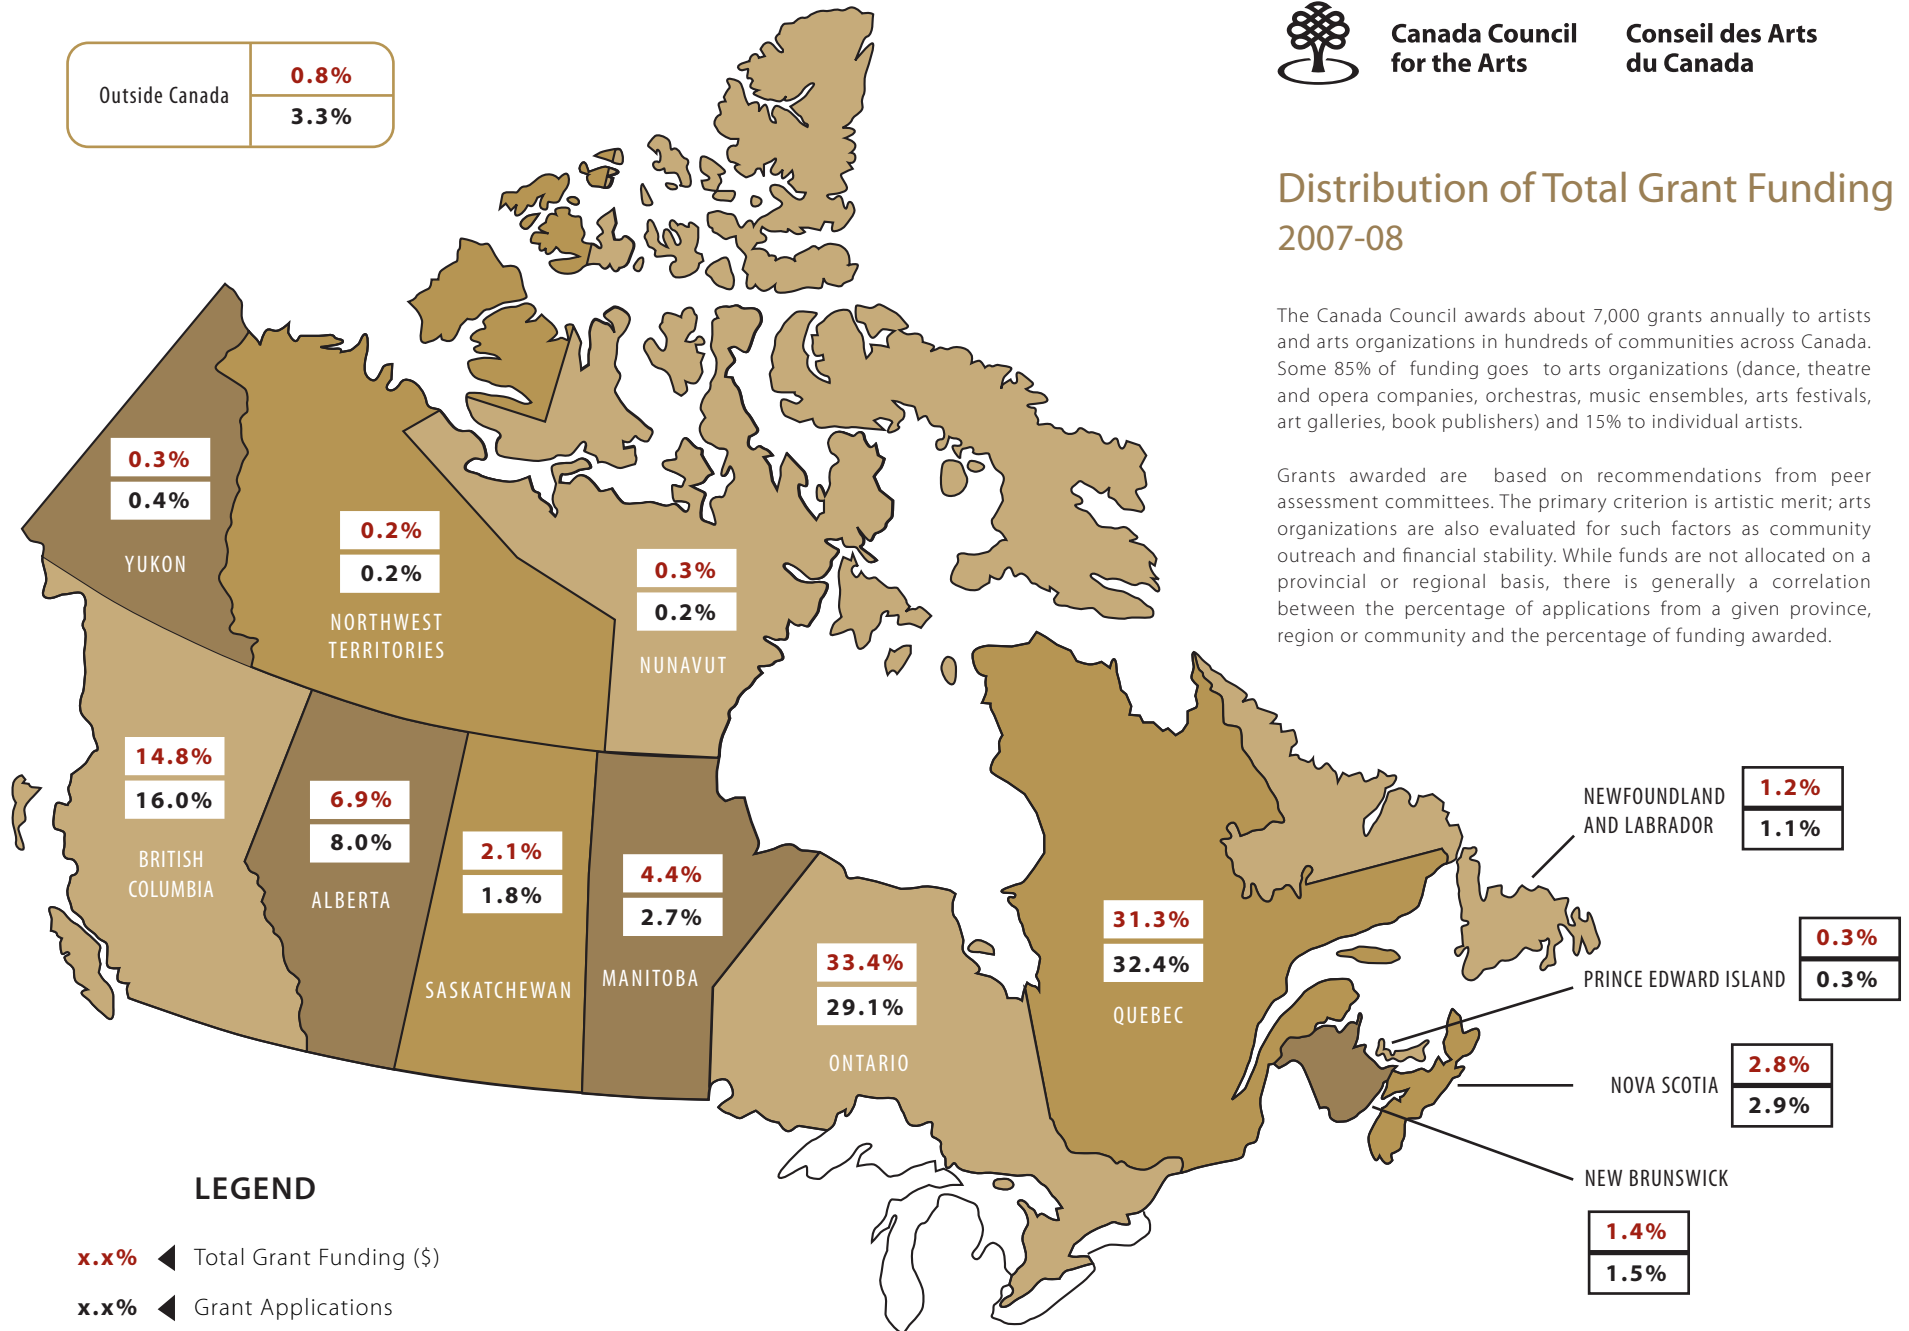 Outside Canada
0.8%
3.3%
Canada Council
for the Arts
Conseil des Arts
du Canada
Distribution of Total Grant Funding
2007-08
The Canada Council awards about 7,000 grants annually to artists
and arts organizations in hundreds of communities across Canada.
Some 85% of funding goes to arts organizations (dance, theatre
and opera companies, orchestras, music ensembles, arts festivals,
art galleries, book publishers) and 15% to individual artists.
Grants awarded are based on recommendations from peer
assessment committees. The primary criterion is artistic merit; arts
organizations are also evaluated for such factors as community
outreach and financial stability. While funds are not allocated on a
provincial or regional basis, there is generally a correlation
between the percentage of applications from a given province,
region or community and the percentage of funding awarded.
0.3%
0.4%
YUKON
0.2%
0.2%
NORTHWEST
TERRITORIES
0.3%
0.2%
NUNAVUT
14.8%
16.0%
BRITISH
COLUMBIA
6.9%
8.0%
ALBERTA
2.1%
1.8%
SASKATCHEWAN
4.4%
2.7%
MANITOBA
33.4%
29.1%
ONTARIO
31.3%
32.4%
QUEBEC
NEWFOUNDLAND
AND LABRADOR
1.2%
1.1%
PRINCE EDWARD ISLAND
0.3%
0.3%
NOVA SCOTIA
2.8%
2.9%
NEW BRUNSWICK
1.4%
1.5%
LEGEND
x.x% Total Grant Funding ($)
x.x% Grant Applications